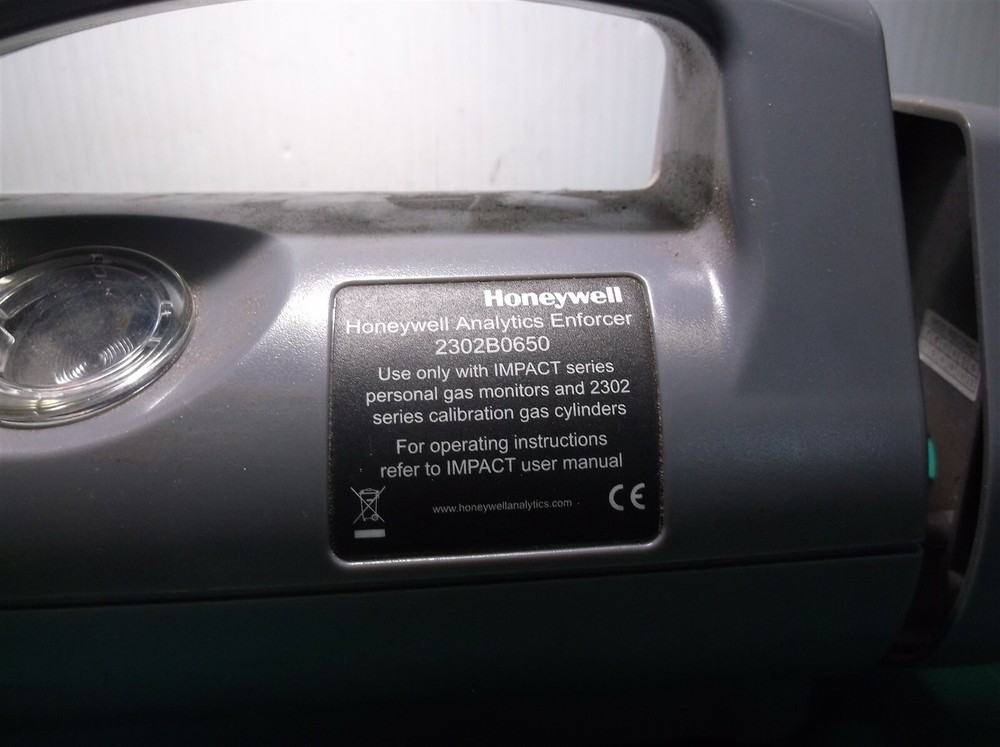 Honeywell
Honeywell Analytics Enforcer
2302B0650
Use only with IMPACT series
personal gas monitors and 2302
series calibration gas cylinders
For operating instructions
refer to IMPACT user manual
www.honeywellanalytics.com
CE